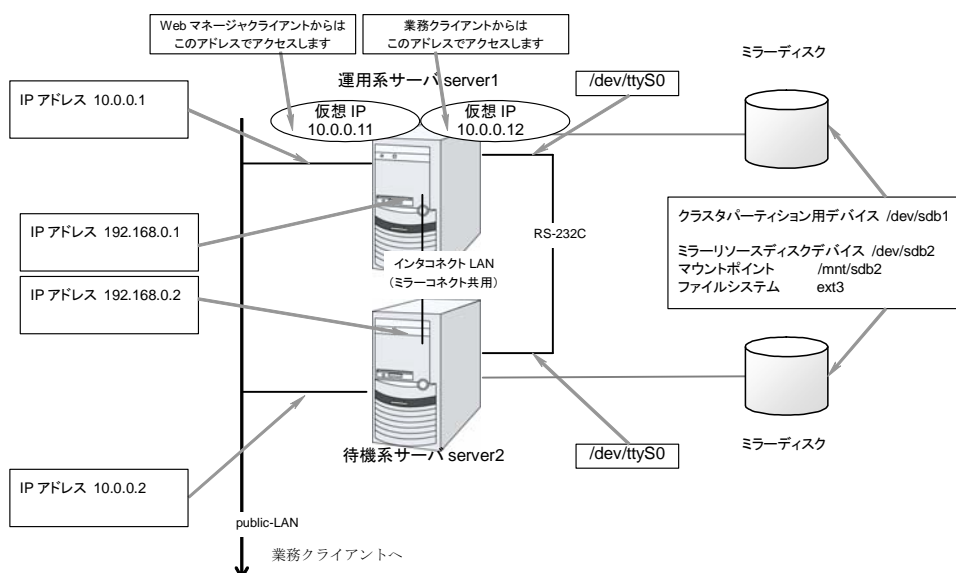 Web マネージャクライアントからは
このアドレスでアクセスします
業務クライアントからは
このアドレスでアクセスします
ミラーディスク
運用系サーバ server1
/dev/ttyS0
IP アドレス 10.0.0.1
仮想 IP
10.0.0.11
仮想 IP
10.0.0.12
IP アドレス 192.168.0.1
RS-232C
クラスタパーティション用デバイス /dev/sdb1
ミラーリソースディスクデバイス /dev/sdb2
マウントポイント /mnt/sdb2
ファイルシステム ext3
インタコネクト LAN
（ミラーコネクト共用）
IP アドレス 192.168.0.2
待機系サーバ server2
/dev/ttyS0
ミラーディスク
IP アドレス 10.0.0.2
public-LAN
業務クライアントへ